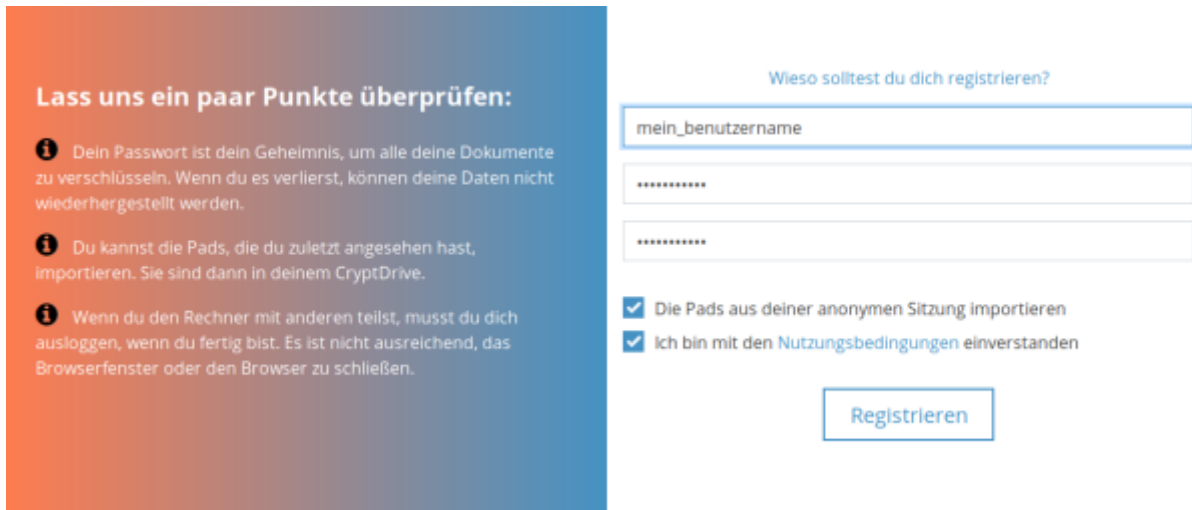 Lass uns ein paar Punkte überprüfen:
Dein Passwort ist dein Geheimnis, um alle deine Dokumente
zu verschlüsseln. Wenn du es verlierst, können deine Daten nicht
wiederhergestellt werden.
Du kannst die Pads, die du zuletzt angesehen hast,
importieren. Sie sind dann in deinem CryptDrive.
Wenn du den Rechner mit anderen teilst, musst du dich
ausloggen, wenn du fertig bist. Es ist nicht ausreichend, das
Browserfenster oder den Browser zu schließen.
Wieso solltest du dich registrieren?
mein_benutzername
•••••••••••
•••••••••••
Die Pads aus deiner anonymen Sitzung importieren
Ich bin mit den Nutzungsbedingungen einverstanden
Registrieren